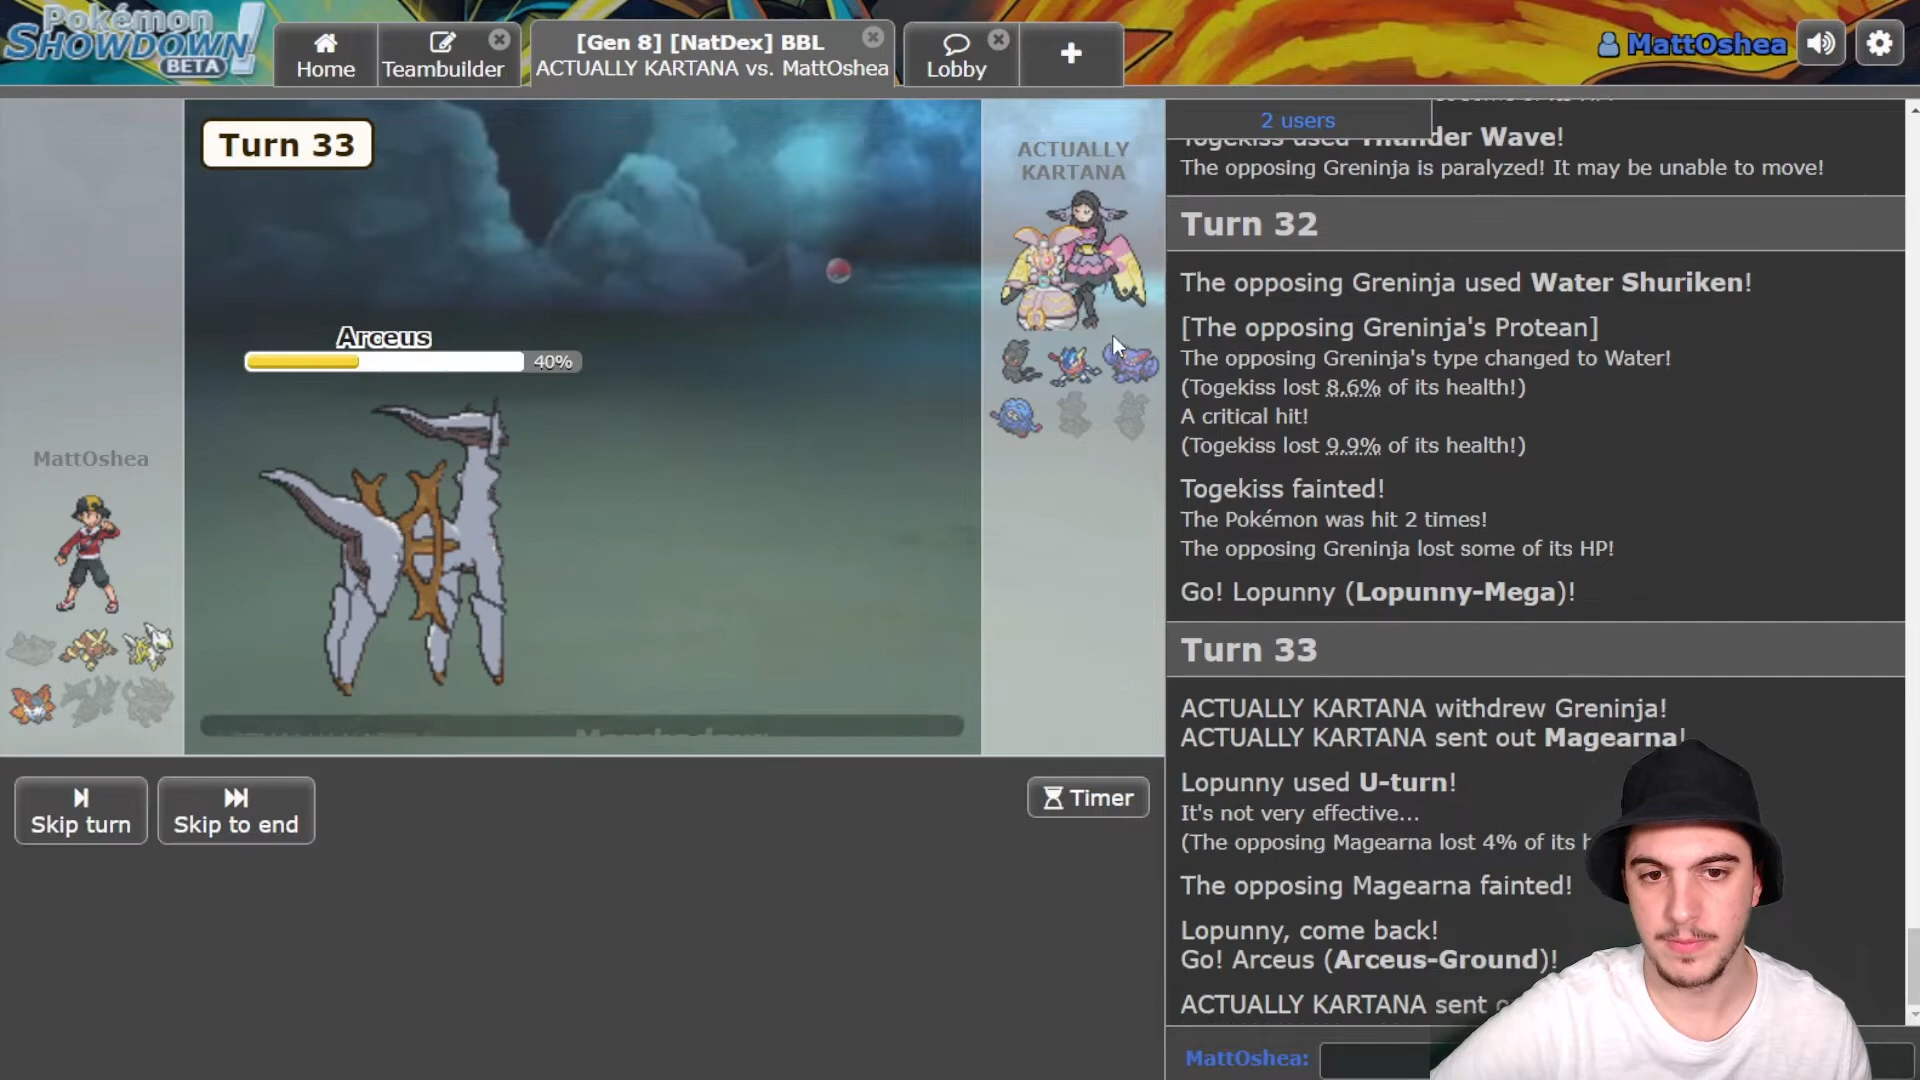 Pokémon
SHOWDOWN!
BETA
Home
Teambuilder
[Gen 8] [NatDex] BBL
ACTUALLY KARTANA vs. MattOshea
Lobby
MattOshea
Turn 33
Arceus
40%
MattOshea
ACTUALLY
KARTANA
Skip turn
Skip to end
Timer
2 users
Togekiss used Thunder Wave!
The opposing Greninja is paralyzed! It may be unable to move!
Turn 32
The opposing Greninja used Water Shuriken!
[The opposing Greninja's Protean]
The opposing Greninja's type changed to Water!
(Togekiss lost 8.6% of its health!)
A critical hit!
(Togekiss lost 9.9% of its health!)
Togekiss fainted!
The Pokémon was hit 2 times!
The opposing Greninja lost some of its HP!
Go! Lopunny (Lopunny-Mega)!
Turn 33
ACTUALLY KARTANA withdrew Greninja!
ACTUALLY KARTANA sent out Magearna!
Lopunny used U-turn!
It's not very effective...
(The opposing Magearna lost 4% of its
The opposing Magearna fainted!
Lopunny, come back!
Go! Arceus (Arceus-Ground)!
ACTUALLY KARTANA sent
MattOshea: